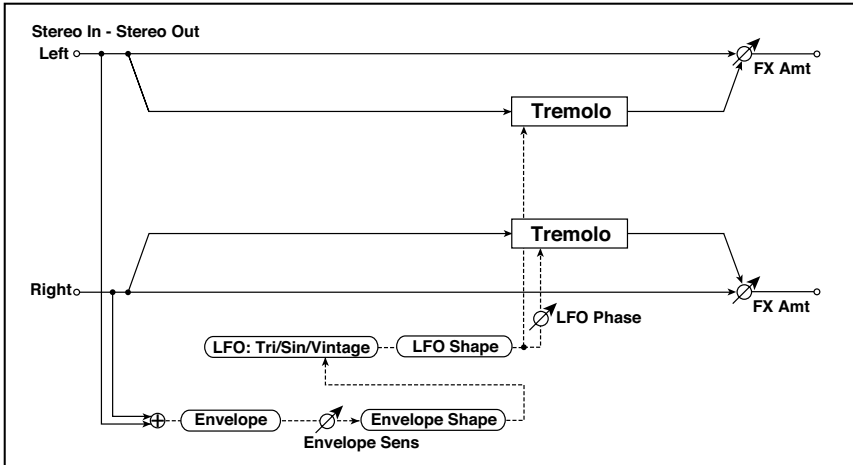 Stereo In - Stereo Out
Left
FX Amt
Tremolo
Tremolo
Right
FX Amt
LFO Phase
LFO: Tri/Sin/Vintage
LFO Shape
Envelope
Envelope Shape
Envelope Sens